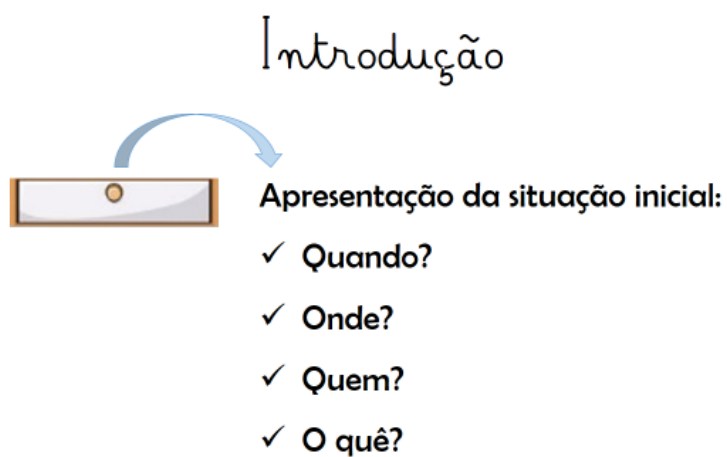 Introdução
Apresentação da situação inicial:
✓ Quando?
✓ Onde?
✓ Quem?
✓ O quê?